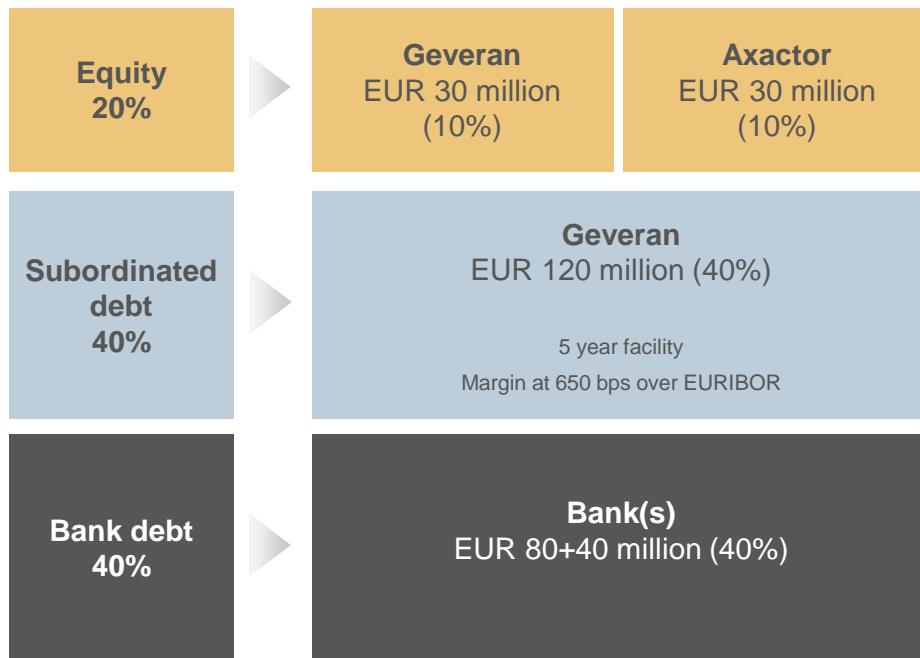 Equity
20%
Geveran
EUR 30 million
(10%)
Axactor
EUR 30 million
(10%)
Subordinated
debt
40%
Geveran
EUR 120 million (40%)
5 year facility
Margin at 650 bps over EURIBOR
Bank debt
40%
Bank(s)
EUR 80+40 million (40%)